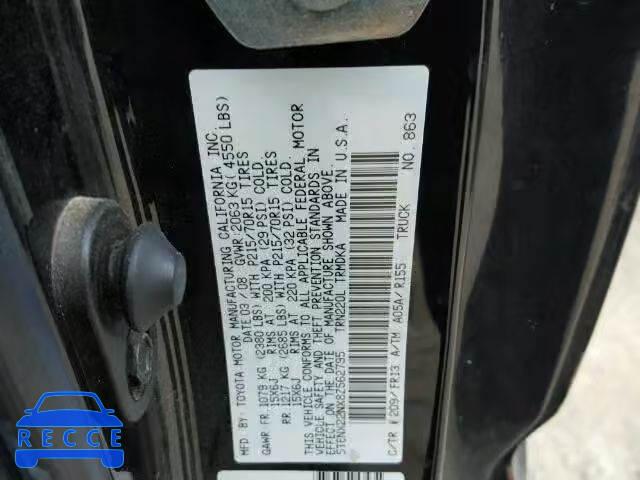 MFD BY: TOYOTA MOTOR MANUFACTURING CALIFORNIA INC.
DATE 03/08 GVWR 2063 KG( 4550 LBS)
GAWR FR 1079 KG (2380 LBS) WITH P215/70R15 TIRES
15X6J RIMS AT 200 KPA (29 PSI) COLD.
RR 1217 KG (2685 LBS) WITH P215/70R15 TIRES
15X6J RIMS AT 220 KPA (32 PSI) COLD.
THIS VEHICLE CONFORMS TO ALL APPLICABLE FEDERAL MOTOR
VEHICLE SAFETY AND THEFT PREVENTION STANDARDS IN
EFFECT ON THE DATE OF MANUFACTURE SHOWN ABOVE.
5TENX22NX8Z562795 TRN220L TRMDKA MADE IN U.S.A.
C/TR # 209/FR13 A/TM A05A/R155 TRUCK NO. 863
AUTOBIDMASTER